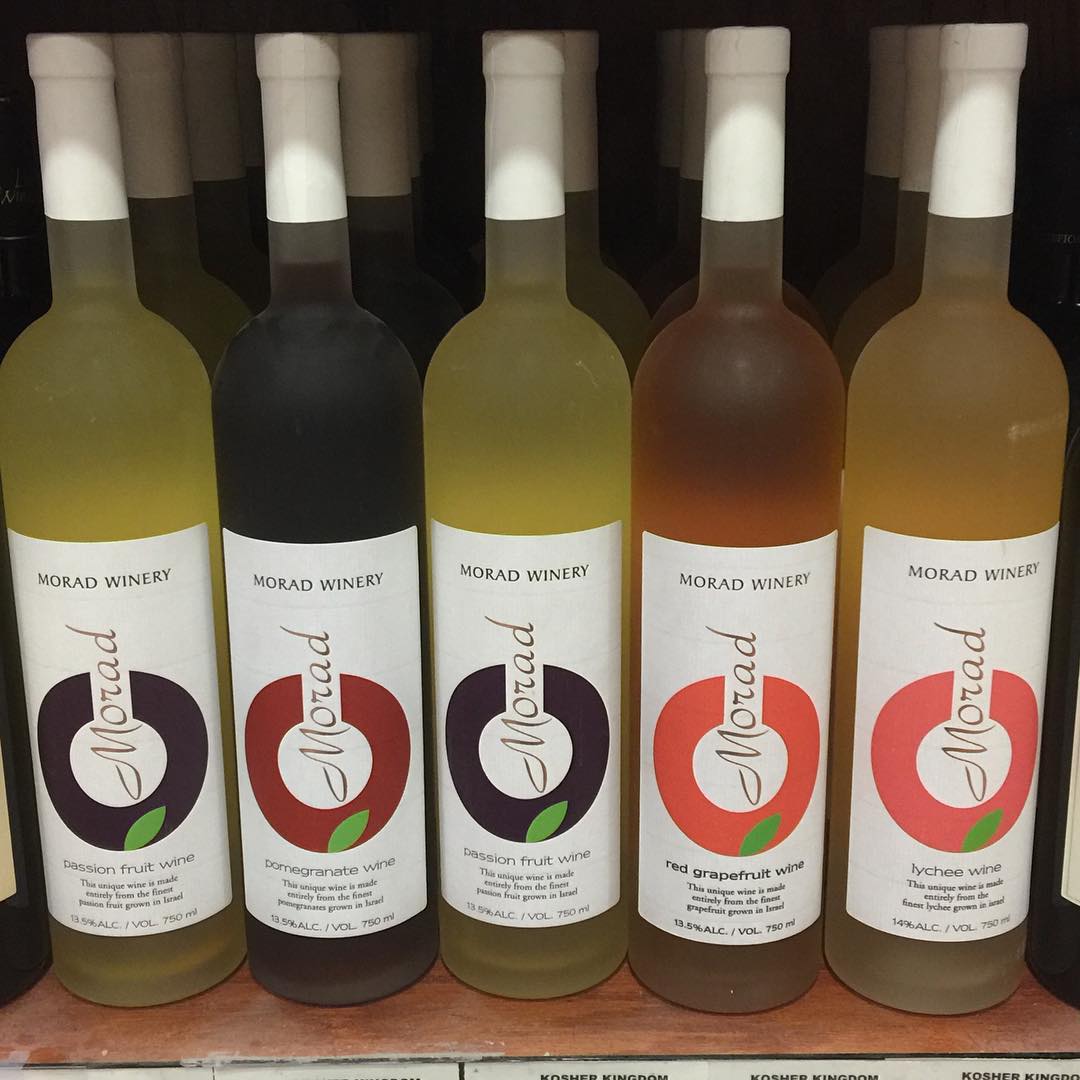 MORAD WINERY
Morad
passion fruit wine
This unique wine is made
entirely from the finest
passion fruit grown in Israel
13.5%ALC. / VOL. 750 ml
MORAD WINERY
Morad
pomegranate wine
This unique wine is made
entirely from the finest
pomegranates grown in Israel
13.5%ALC. / VOL. 750 ml
MORAD WINERY
Morad
passion fruit wine
This unique wine is made
entirely from the finest
passion fruit grown in Israel
13.5%ALC. / VOL. 750 ml
MORAD WINERY
Morad
red grapefruit wine
This unique wine is made
entirely from the finest
grapefruit grown in Israel
13.5%ALC. / VOL. 750 ml
MORAD WINERY
Morad
lychee wine
This unique wine is made
entirely from the
finest lychee grown in israel
14%ALC. / VOL. 750 ml
KOSHER KINGDOM
KOSHER KINGDOM
KOSHER KINGDO